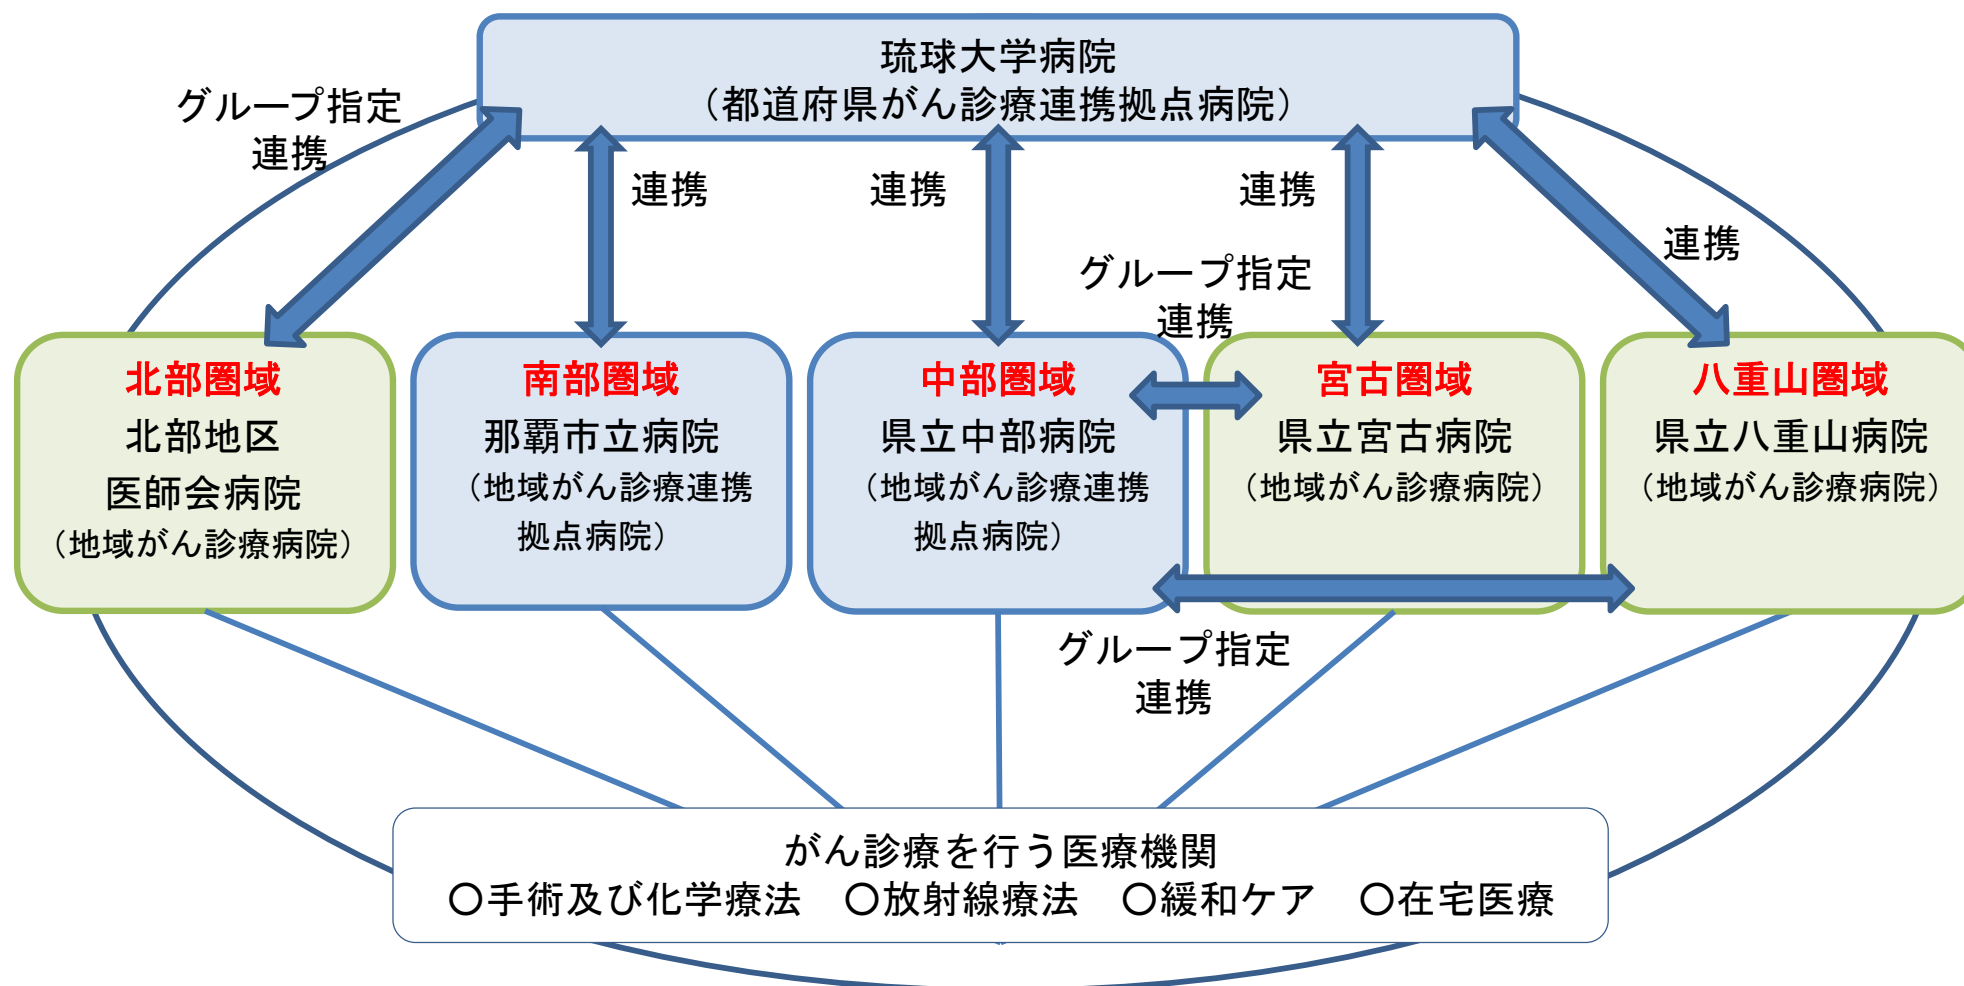 琉球大学病院
（都道府県がん診療連携拠点病院）
グループ指定
連携
連携
連携
連携
連携
グループ指定
連携
北部圏域
北部地区
医師会病院
（地域がん診療病院）
南部圏域
那覇市立病院
（地域がん診療連携
拠点病院）
中部圏域
県立中部病院
（地域がん診療連携
拠点病院）
宮古圏域
県立宮古病院
（地域がん診療病院）
八重山圏域
県立八重山病院
（地域がん診療病院）
グループ指定
連携
がん診療を行う医療機関
〇手術及び化学療法　〇放射線療法　〇緩和ケア　〇在宅医療